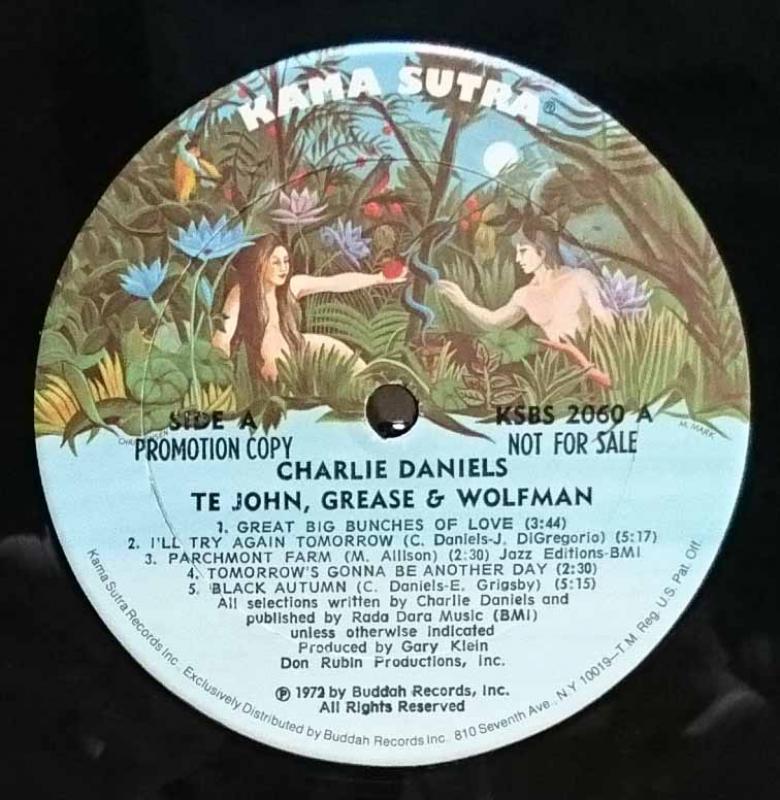 KAMA SUTRA®
SIDE A
KSBS 2060 A
PROMOTION COPY
NOT FOR SALE
M. MARK
CHARLIE DANIELS
TE JOHN, GREASE & WOLFMAN
1. GREAT BIG BUNCHES OF LOVE (3:44)
2. I'LL TRY AGAIN TOMORROW (C. Daniels-J. DiGregorio) (5:17)
3. PARCHMONT FARM (M. Allison) (2:30) Jazz Editions-BMI
4. TOMORROW'S GONNA BE ANOTHER DAY (2:30)
5. BLACK AUTUMN (C. Daniels-E. Grigsby) (5:15)
All selections written by Charlie Daniels and
published by Rada Dara Music (BMI)
unless otherwise indicated
Produced by Gary Klein
Don Rubin Productions, Inc.
℗ 1972 by Buddah Records, Inc.
All Rights Reserved
Kama Sutra Records Inc. Exclusively Distributed by Buddah Records Inc. 810 Seventh Ave., N.Y. 10019—T.M. Reg. U.S. Pat. Off.